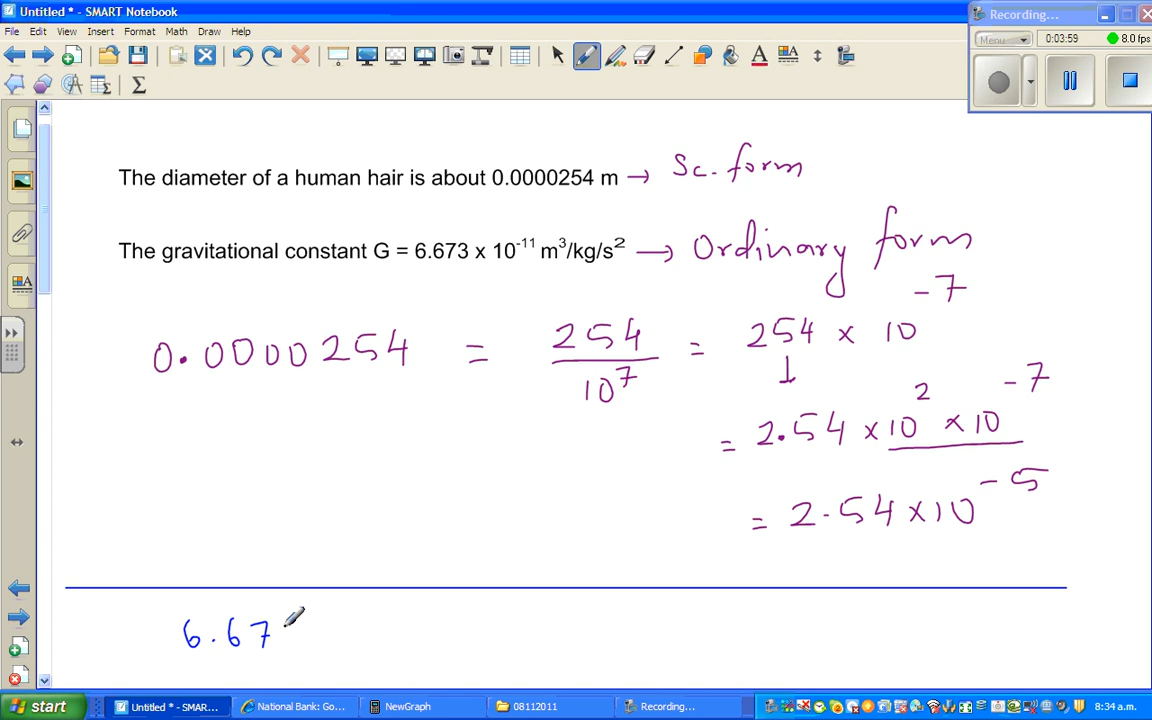 Untitled * - SMART Notebook
Recording...
File Edit View Insert Format Math Draw Help
Menu 0:03:59 8.0 fps
The diameter of a human hair is about 0.0000254 m → Sc. form
The gravitational constant G = 6.673 x 10⁻¹¹ m³/kg/s² → Ordinary form
0.0000254 = 254/10⁷ = 254 × 10⁻⁷
= 2.54 × 10² × 10⁻⁷
= 2.54 × 10⁻⁵
6.67
start Untitled * - SMART... National Bank: Go... NewGraph 08112011 Recording... 8:34 a.m.